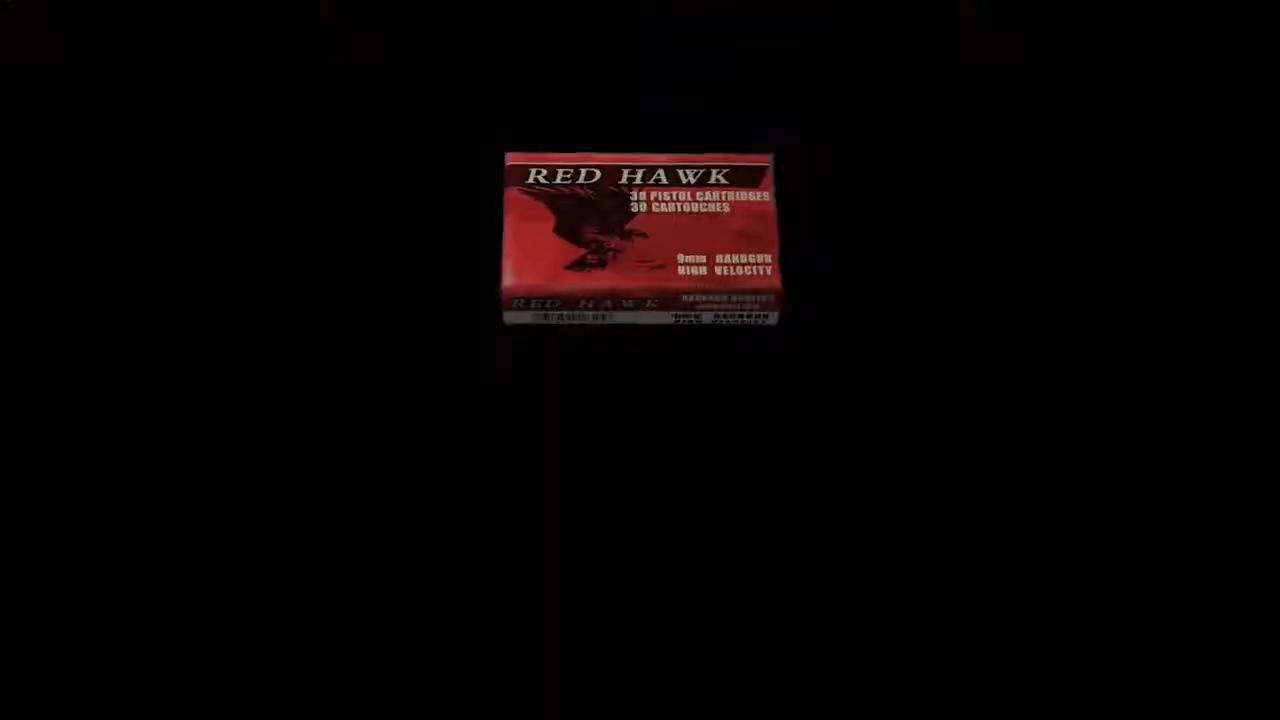 RED HAWK
30 PISTOL CARTRIDGES
30 CARTOUCHES
9mm HANDGUN
HIGH VELOCITY
RED HAWK